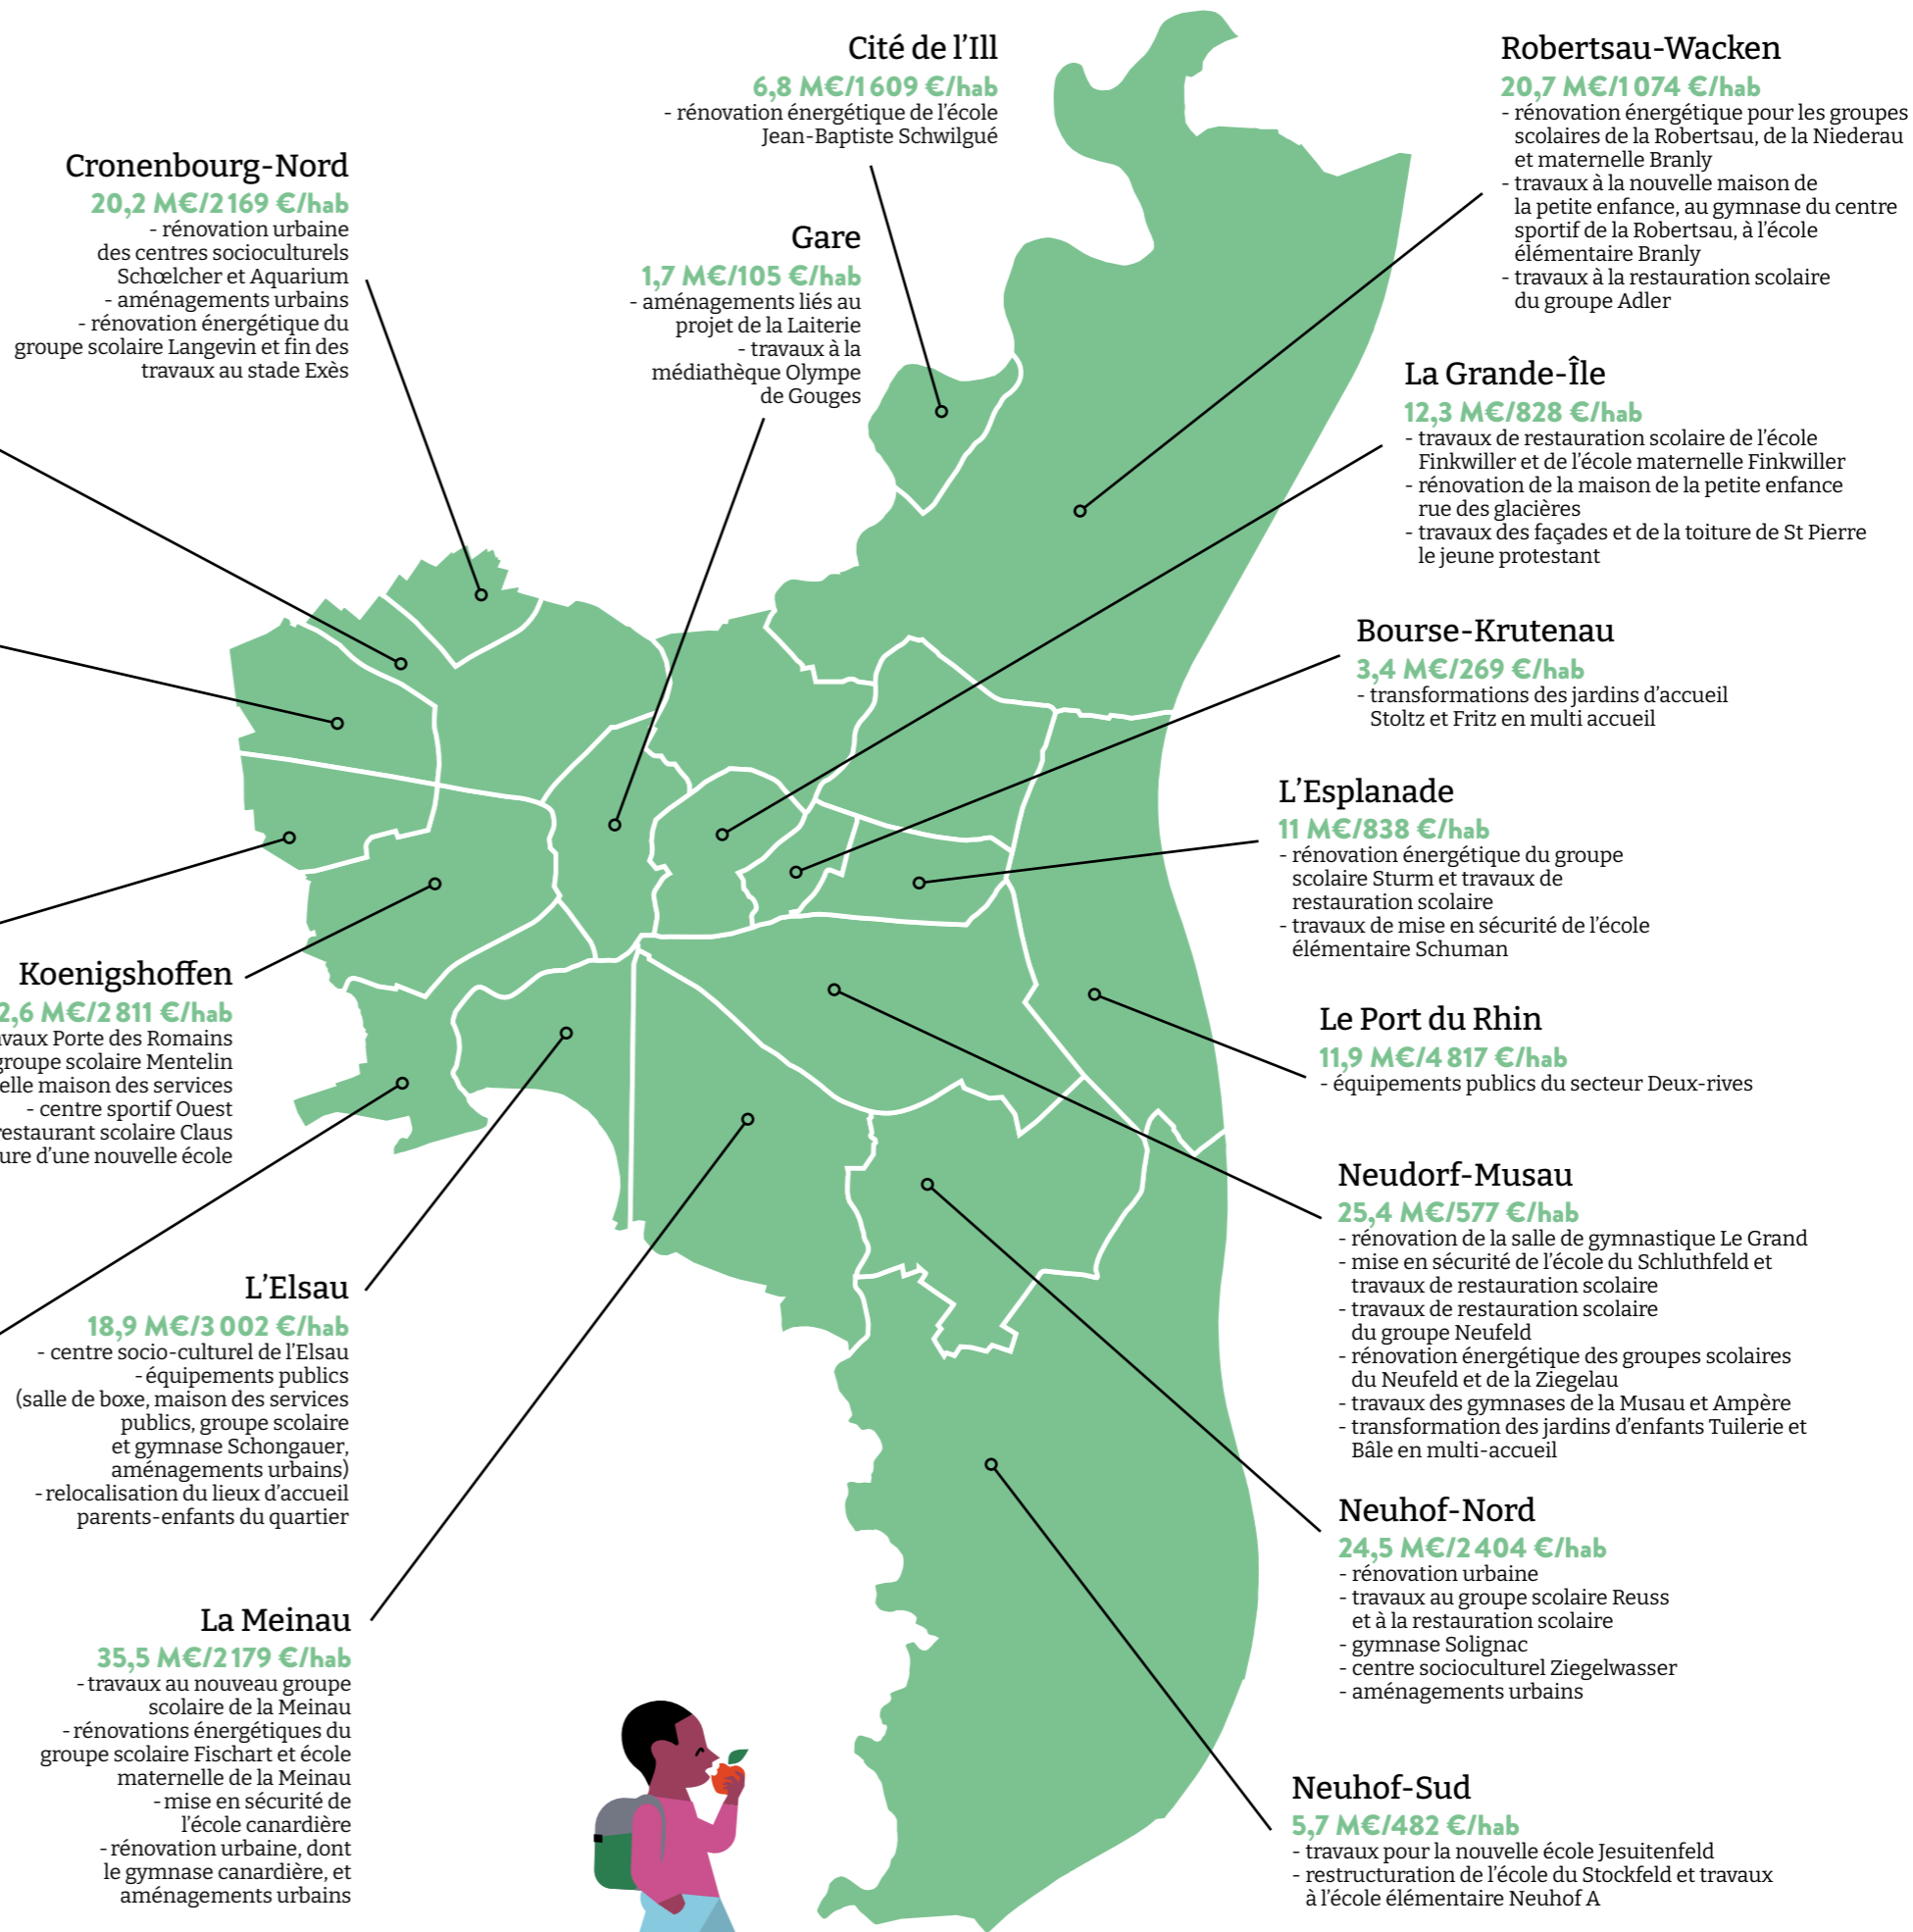 Cité de l'Ill
6,8 M€/1 609 €/hab
- rénovation énergétique de l'école
Jean-Baptiste Schwilgué
Robertsau-Wacken
20,7 M€/1 074 €/hab
- rénovation énergétique pour les groupes
scolaires de la Robertsau, de la Niederau
et maternelle Branly
- travaux à la nouvelle maison de
la petite enfance, au gymnase du centre
sportif de la Robertsau, à l'école
élémentaire Branly
- travaux à la restauration scolaire
du groupe Adler
Cronenbourg-Nord
20,2 M€/2 169 €/hab
- rénovation urbaine
des centres socioculturels
Schœlcher et Aquarium
- aménagements urbains
- rénovation énergétique du
groupe scolaire Langevin et fin des
travaux au stade Exès
Gare
1,7 M€/105 €/hab
- aménagements liés au
projet de la Laiterie
- travaux à la
médiathèque Olympe
de Gouges
La Grande-Île
12,3 M€/828 €/hab
- travaux de restauration scolaire de l'école
Finkwiller et de l'école maternelle Finkwiller
- rénovation de la maison de la petite enfance
rue des glacières
- travaux des façades et de la toiture de St Pierre
le jeune protestant
Bourse-Krutenau
3,4 M€/269 €/hab
- transformations des jardins d'accueil
Stoltz et Fritz en multi accueil
L'Esplanade
11 M€/838 €/hab
- rénovation énergétique du groupe
scolaire Sturm et travaux de
restauration scolaire
- travaux de mise en sécurité de l'école
élémentaire Schuman
Koenigshoffen
2,6 M€/2 811 €/hab
Porte des Romains
groupe scolaire Mentelin
maison des services
- centre sportif Ouest
restaurant scolaire Claus
d'une nouvelle école
Le Port du Rhin
11,9 M€/4 817 €/hab
- équipements publics du secteur Deux-rives
Neudorf-Musau
25,4 M€/577 €/hab
- rénovation de la salle de gymnastique Le Grand
- mise en sécurité de l'école du Schluthfeld et
travaux de restauration scolaire
- travaux de restauration scolaire
du groupe Neufeld
- rénovation énergétique des groupes scolaires
du Neufeld et de la Ziegelau
- travaux des gymnases de la Musau et Ampère
- transformation des jardins d'enfants Tuilerie et
Bâle en multi-accueil
L'Elsau
18,9 M€/3 002 €/hab
- centre socio-culturel de l'Elsau
- équipements publics
(salle de boxe, maison des services
publics, groupe scolaire
et gymnase Schongauer,
aménagements urbains)
- relocalisation du lieux d'accueil
parents-enfants du quartier
Neuhof-Nord
24,5 M€/2 404 €/hab
- rénovation urbaine
- travaux au groupe scolaire Reuss
et à la restauration scolaire
- gymnase Solignac
- centre socioculturel Ziegelwasser
- aménagements urbains
La Meinau
35,5 M€/2 179 €/hab
- travaux au nouveau groupe
scolaire de la Meinau
- rénovations énergétiques du
groupe scolaire Fischart et école
maternelle de la Meinau
- mise en sécurité de
l'école canardière
- rénovation urbaine, dont
le gymnase canardière, et
aménagements urbains
Neuhof-Sud
5,7 M€/482 €/hab
- travaux pour la nouvelle école Jesuitenfeld
- restructuration de l'école du Stockfeld et travaux
à l'école élémentaire Neuhof A